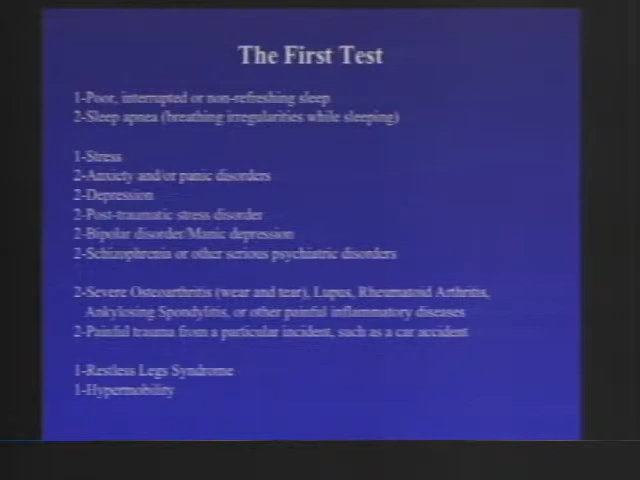 The First Test
1-Poor, interrupted or non-refreshing sleep
2-Sleep apnea (breathing irregularities while sleeping)
1-Stress
2-Anxiety and/or panic disorders
2-Depression
2-Post-traumatic stress disorder
2-Bipolar disorder/Manic depression
2-Schizophrenia or other serious psychiatric disorders
2-Severe Osteoarthritis (wear and tear), Lupus, Rheumatoid Arthritis,
Ankylosing Spondylitis, or other painful inflammatory diseases
2-Painful trauma from a particular incident, such as a car accident
1-Restless Legs Syndrome
1-Hypermobility